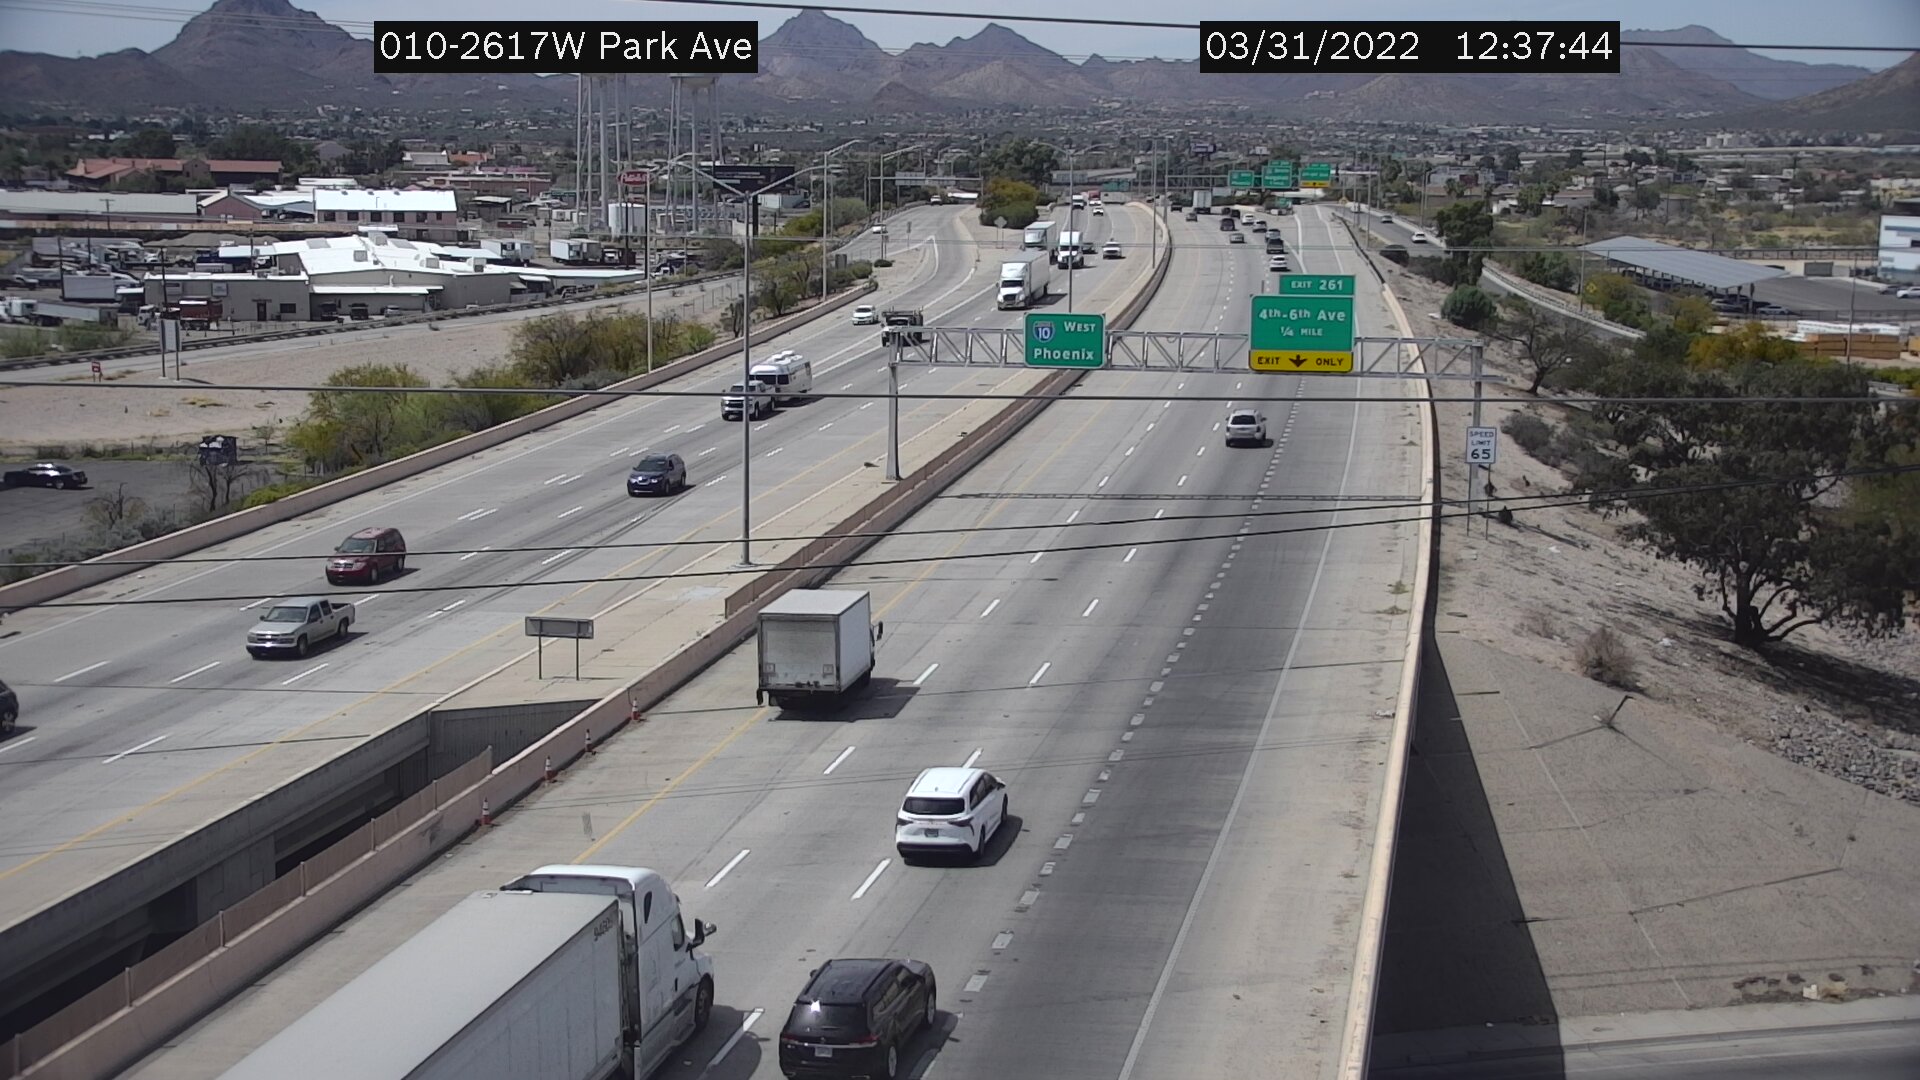 010-2617W Park Ave
03/31/2022 12:37:44
EXIT 261
4th-6th Ave
1/4 MILE
EXIT ONLY
10 WEST
Phoenix
SPEED
LIMIT
65